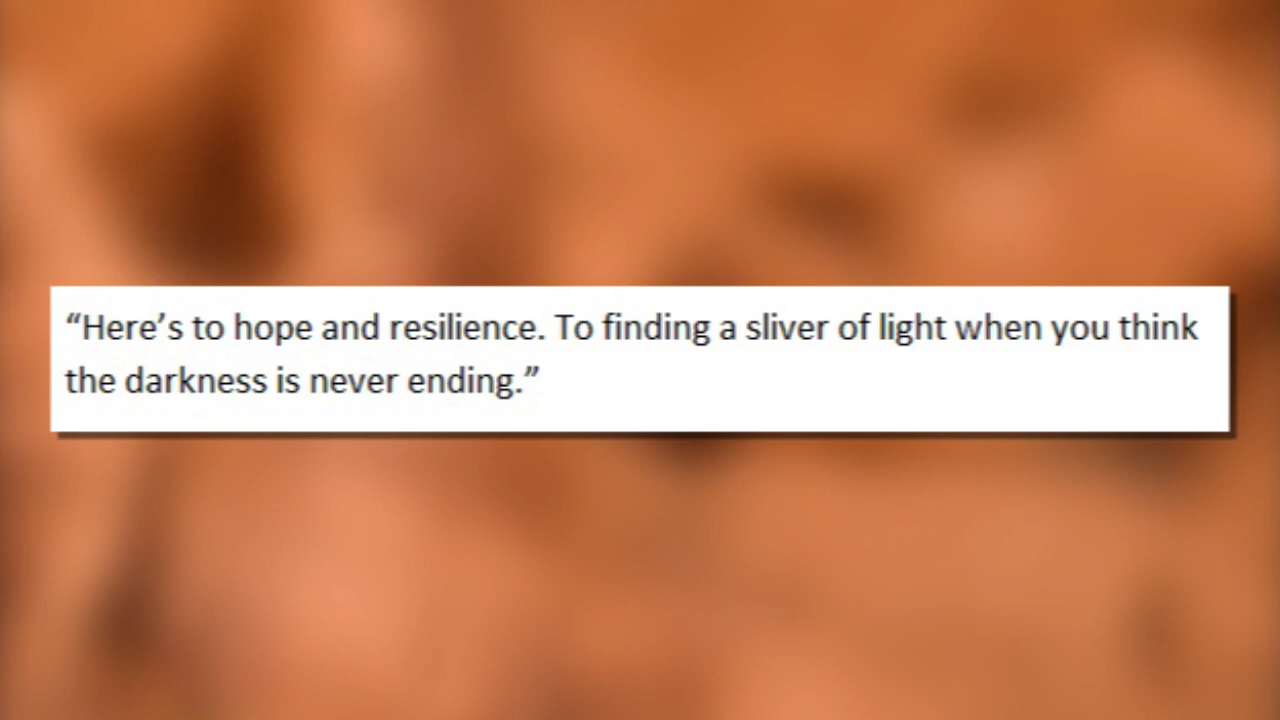 “Here’s to hope and resilience. To finding a sliver of light when you think
the darkness is never ending.”